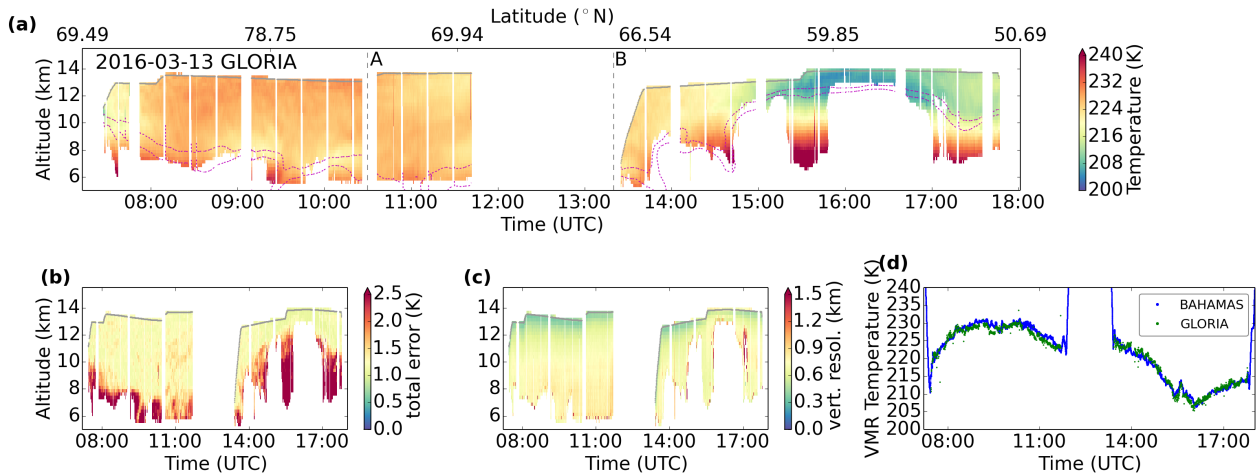 (a)
Latitude (°N)
69.49 78.75 69.94 66.54 59.85 50.69
2016-03-13 GLORIA
A
B
Altitude (km)
14
12
10
8
6
08:00 09:00 10:00 11:00 12:00 13:00 14:00 15:00 16:00 17:00 18:00
Time (UTC)
240
232
224
216
208
200
Temperature (K)
(b)
Altitude (km)
14
12
10
8
6
08:00 11:00 14:00 17:00
Time (UTC)
2.5
2.0
1.5
1.0
0.5
0.0
total error (K)
(c)
14
12
10
8
6
08:00 11:00 14:00 17:00
Time (UTC)
1.5
1.2
0.9
0.6
0.3
0.0
vert. resol. (km)
(d)
VMR Temperature (K)
240
235
230
225
220
215
210
205
200
BAHAMAS
GLORIA
08:00 11:00 14:00 17:00
Time (UTC)